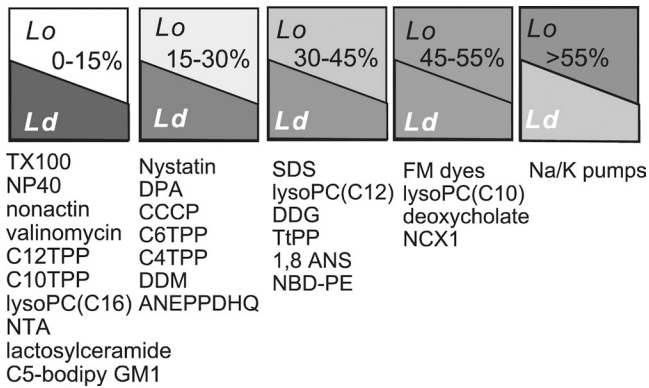 Lo
0-15%
Ld
Lo
15-30%
Ld
Lo
30-45%
Ld
Lo
45-55%
Ld
Lo
>55%
Ld
TX100
NP40
nonactin
valinomycin
C12TPP
C10TPP
lysoPC(C16)
NTA
lactosylceramide
C5-bodipy GM1
Nystatin
DPA
CCCP
C6TPP
C4TPP
DDM
ANEPPDHQ
SDS
lysoPC(C12)
DDG
TtPP
1,8 ANS
NBD-PE
FM dyes
lysoPC(C10)
deoxycholate
NCX1
Na/K pumps